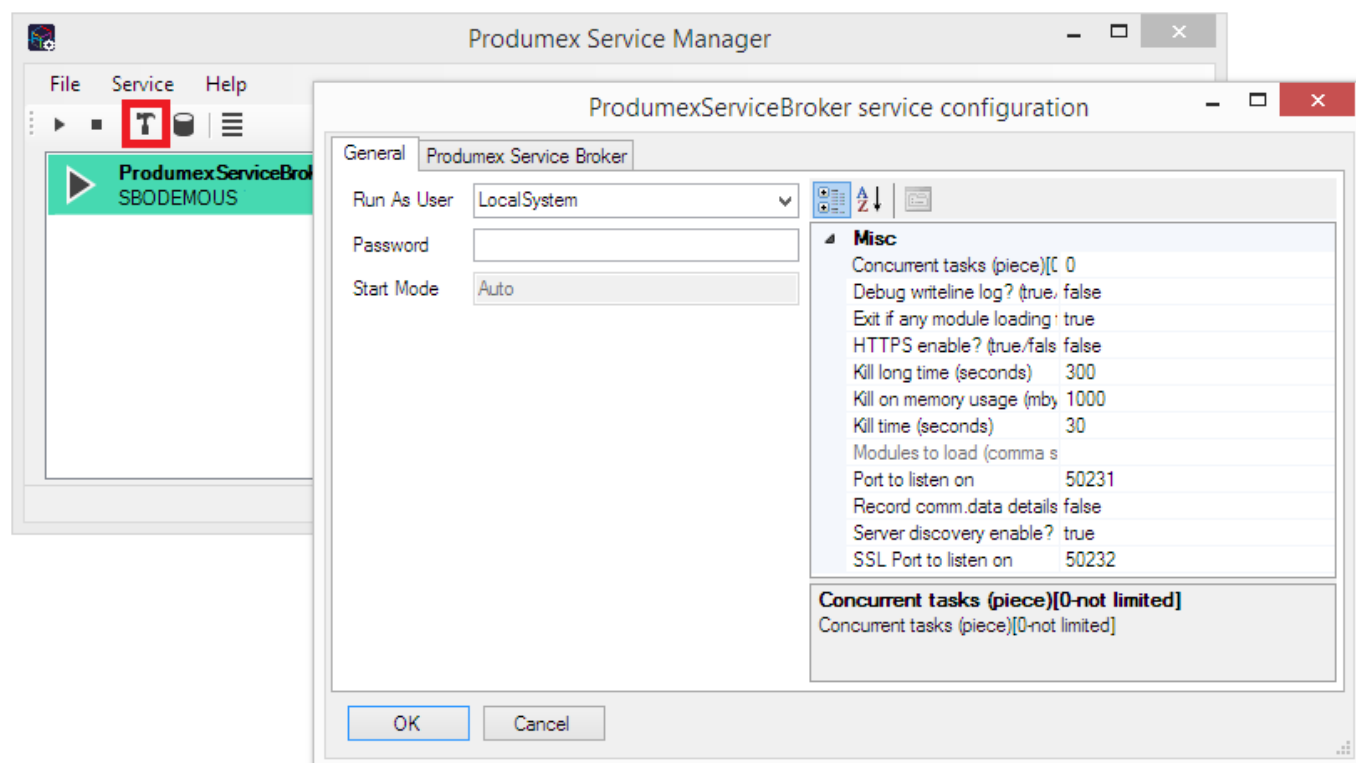 Produmex Service Manager
File Service Help
ProdumexServiceBro
SBODEMOUS
ProdumexServiceBroker service configuration
General Produmex Service Broker
Run As User LocalSystem
Password
Start Mode Auto
Misc
Concurrent tasks (piece)[0 0
Debug writeline log? (true/ false
Exit if any module loading true
HTTPS enable? (true/fals false
Kill long time (seconds) 300
Kill on memory usage (mby 1000
Kill time (seconds) 30
Modules to load (comma s
Port to listen on 50231
Record comm.data details false
Server discovery enable? true
SSL Port to listen on 50232
Concurrent tasks (piece)[0-not limited]
Concurrent tasks (piece)[0-not limited]
OK Cancel